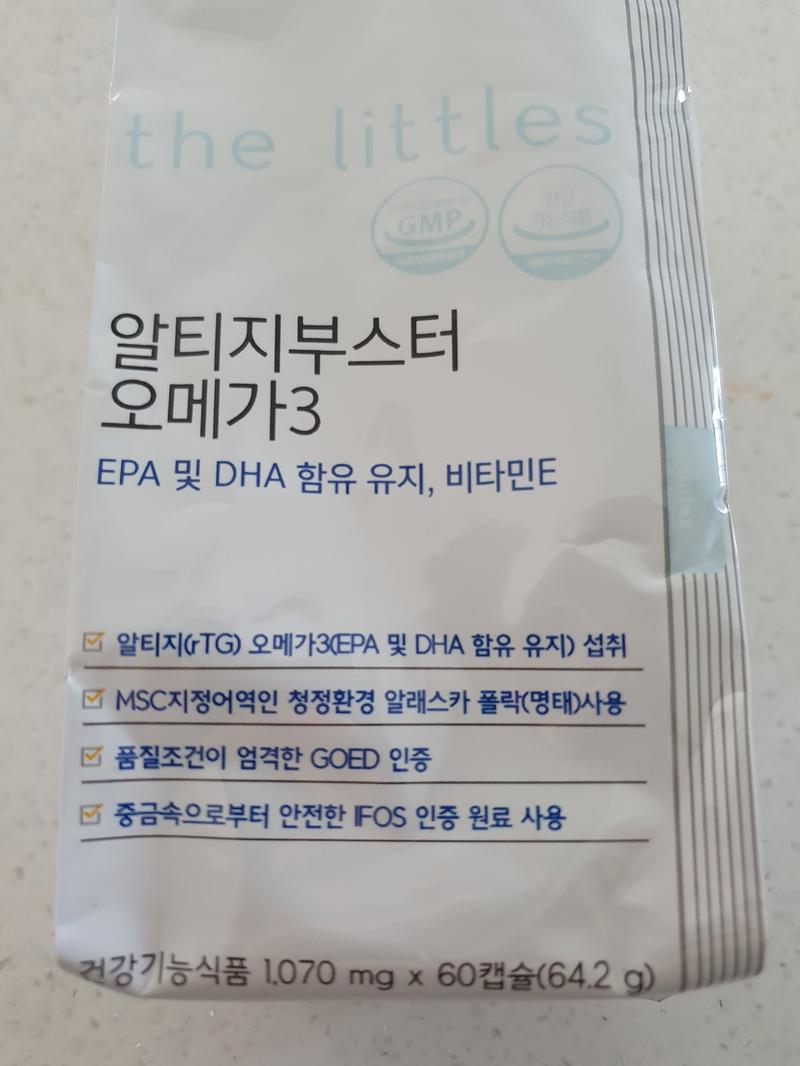 the littles
GMP
건강
기능식품
알티지부스터
오메가3
EPA 및 DHA 함유 유지, 비타민E
알티지(rTG) 오메가3(EPA 및 DHA 함유 유지) 섭취
MSC지정어역인 청정환경 알래스카 폴락(명태)사용
품질조건이 엄격한 GOED 인증
중금속으로부터 안전한 IFOS 인증 원료 사용
건강기능식품 1,070 mg x 60캡슐(64.2 g)